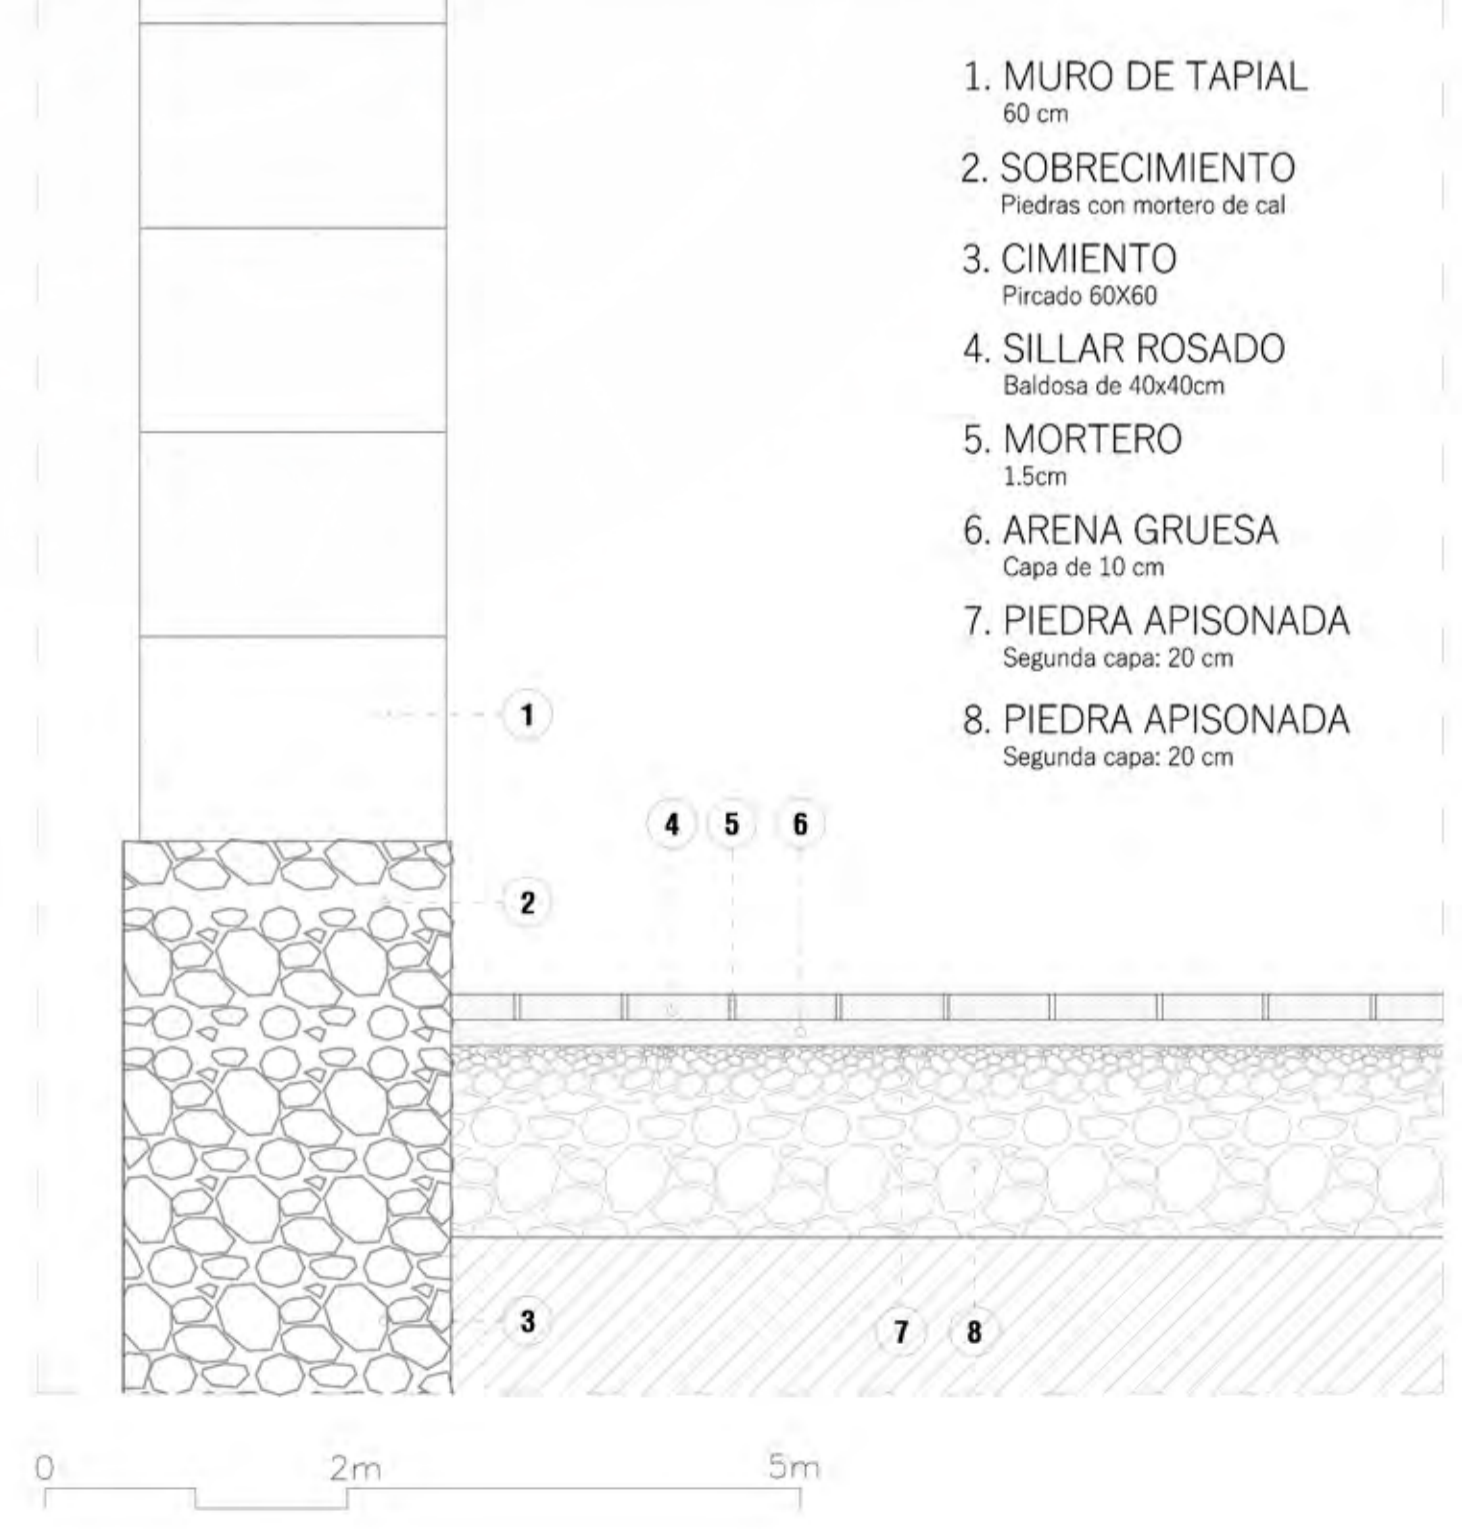 1. MURO DE TAPIAL
60 cm
2. SOBRECIMIENTO
Piedras con mortero de cal
3. CIMIENTO
Pircado 60X60
4. SILLAR ROSADO
Baldosa de 40x40cm
5. MORTERO
1.5cm
6. ARENA GRUESA
Capa de 10 cm
7. PIEDRA APISONADA
Segunda capa: 20 cm
8. PIEDRA APISONADA
Segunda capa: 20 cm
1
4 5 6
2
3
7 8
0 2m 5m